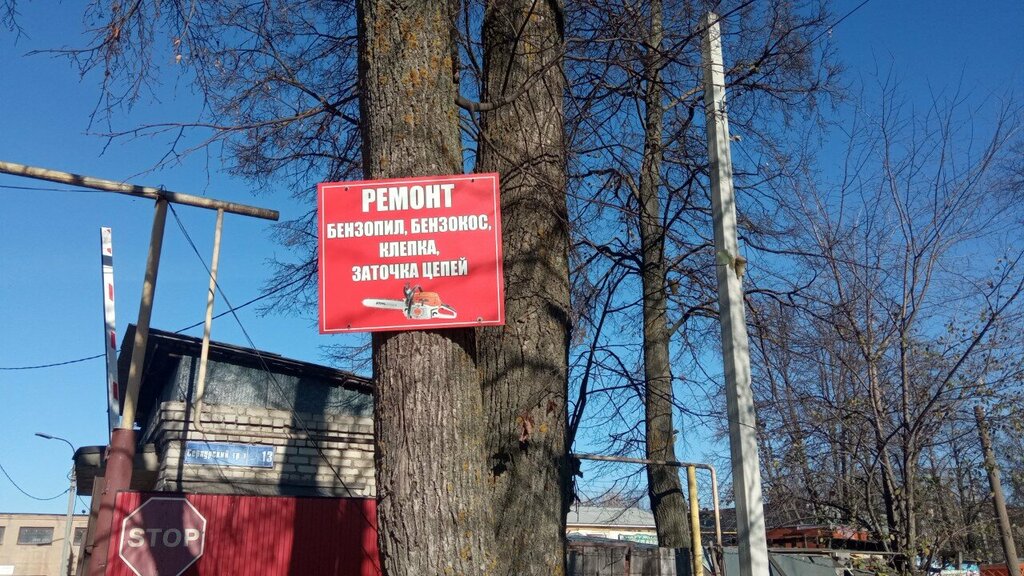 РЕМОНТ
БЕНЗОПИЛ, БЕНЗОКОС,
КЛЕПКА,
ЗАТОЧКА ЦЕПЕЙ
13
STOP